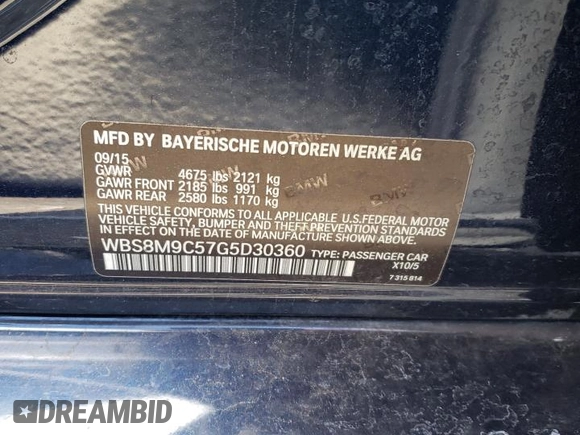 MFD BY BAYERISCHE MOTOREN WERKE AG
09/15
GVWR 4675 lbs 2121 kg
GAWR FRONT 2185 lbs 991 kg
GAWR REAR 2580 lbs 1170 kg
THIS VEHICLE CONFORMS TO ALL APPLICABLE U.S.FEDERAL MOTOR
VEHICLE SAFETY, BUMPER AND THEFT PREVENTION STANDARDS
IN EFFECT ON THE DATE OF MANUFACTURE SHOWN ABOVE.
WBS8M9C57G5D30360 TYPE: PASSENGER CAR
X10/5
7 315 614
DREAMBID